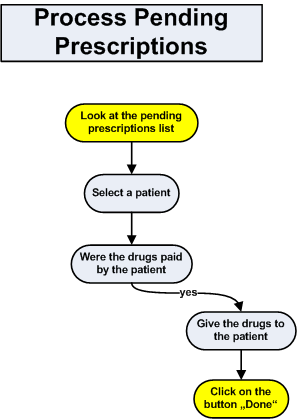 Process Pending
Prescriptions
Look at the pending
prescriptions list
Select a patient
Were the drugs paid
by the patient
yes
Give the drugs to
the patient
Click on the
button „Done“